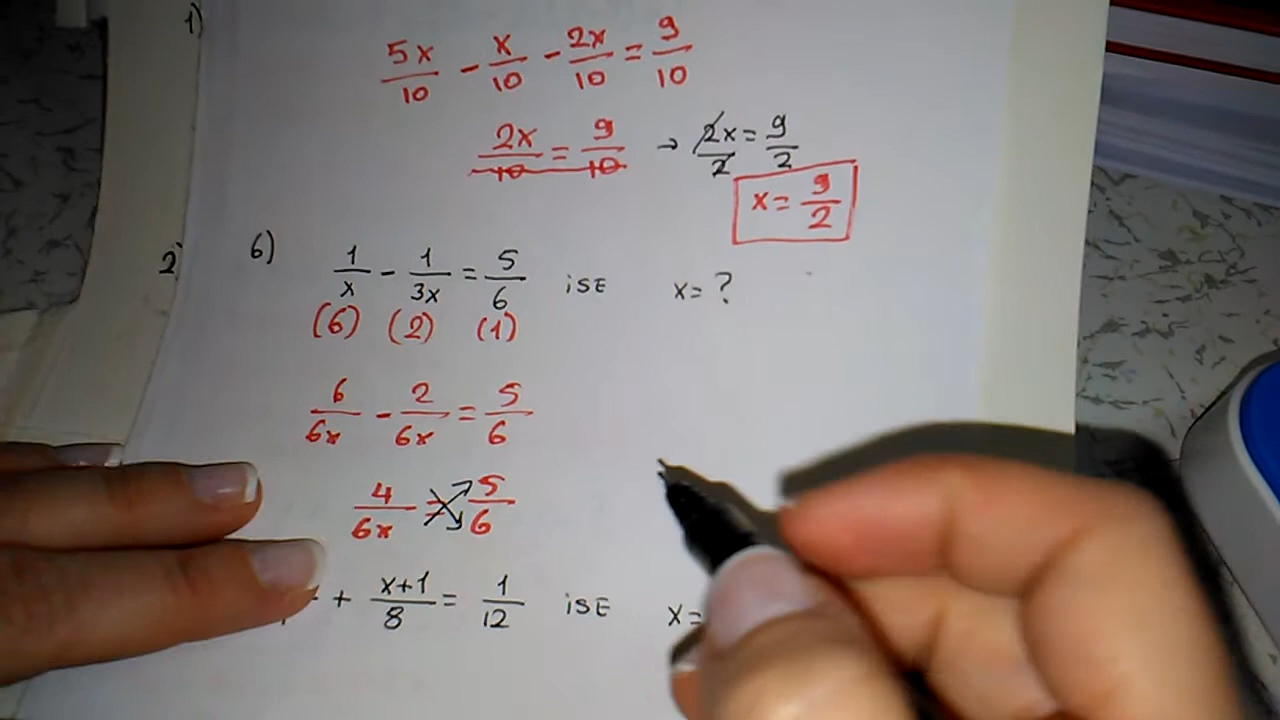 1)
5x/10 - x/10 - 2x/10 = 9/10
2x/10 = 9/10 → 2x/2 = 9/2
x = 9/2
2
6) 1/x - 1/3x = 5/6 isE x = ?
(6) (2) (1)
6/6x - 2/6x = 5/6
4/6x = 5/6
+ x+1/8 = 1/12 isE x =